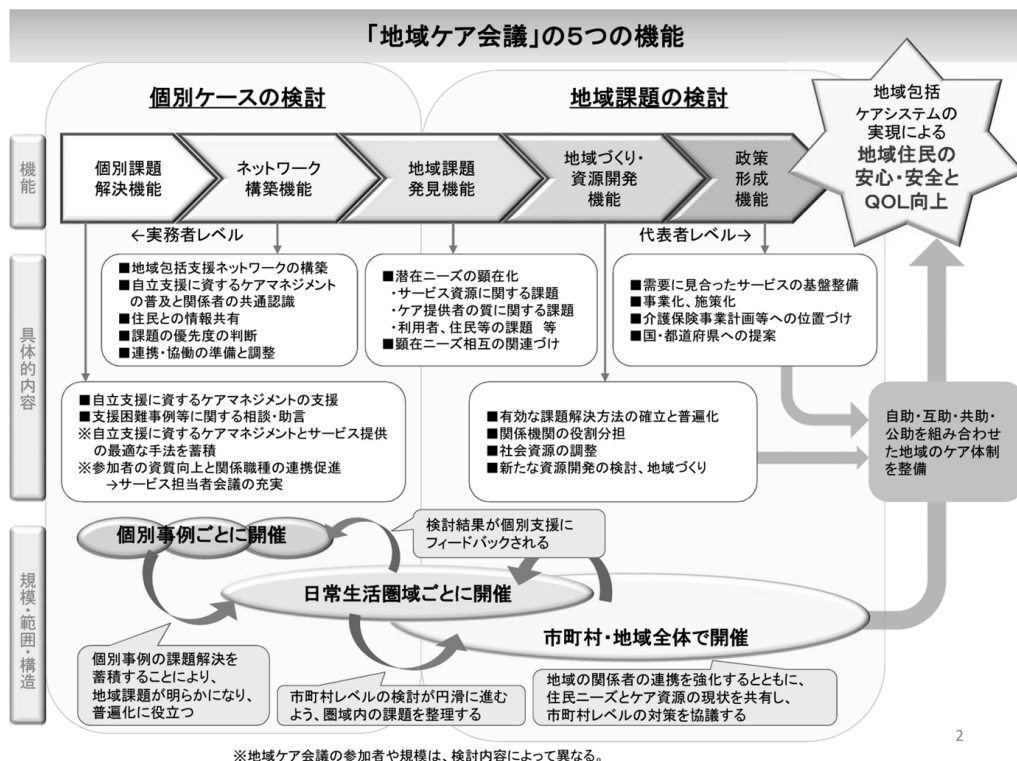 「地域ケア会議」の５つの機能
個別ケースの検討
地域課題の検討
地域包括
ケアシステムの
実現による
地域住民の
安心・安全と
QOL向上
機能
個別課題
解決機能
ネットワーク
構築機能
地域課題
発見機能
地域づくり・
資源開発
機能
政策
形成
機能
←実務者レベル
代表者レベル→
具体的内容
■地域包括支援ネットワークの構築
■自立支援に資するケアマネジメント
の普及と関係者の共通認識
■住民との情報共有
■課題の優先度の判断
■連携・協働の準備と調整
■潜在ニーズの顕在化
・サービス資源に関する課題
・ケア提供者の質に関する課題
・利用者、住民等の課題 等
■顕在ニーズ相互の関連づけ
■需要に見合ったサービスの基盤整備
■事業化、施策化
■介護保険事業計画等への位置づけ
■国・都道府県への提案
■自立支援に資するケアマネジメントの支援
■支援困難事例等に関する相談・助言
※自立支援に資するケアマネジメントとサービス提供
の最適な手法を蓄積
※参加者の資質向上と関係職種の連携促進
→サービス担当者会議の充実
■有効な課題解決方法の確立と普遍化
■関係機関の役割分担
■社会資源の調整
■新たな資源開発の検討、地域づくり
自助・互助・共助・
公助を組み合わせ
た地域のケア体制
を整備
規模・範囲・構造
個別事例ごとに開催
検討結果が個別支援に
フィードバックされる
日常生活圏域ごとに開催
市町村・地域全体で開催
個別事例の課題解決を
蓄積することにより、
地域課題が明らかになり、
普遍化に役立つ
市町村レベルの検討が円滑に進む
よう、圏域内の課題を整理する
地域の関係者の連携を強化するとともに、
住民ニーズとケア資源の現状を共有し、
市町村レベルの対策を協議する
※地域ケア会議の参加者や規模は、検討内容によって異なる。
2